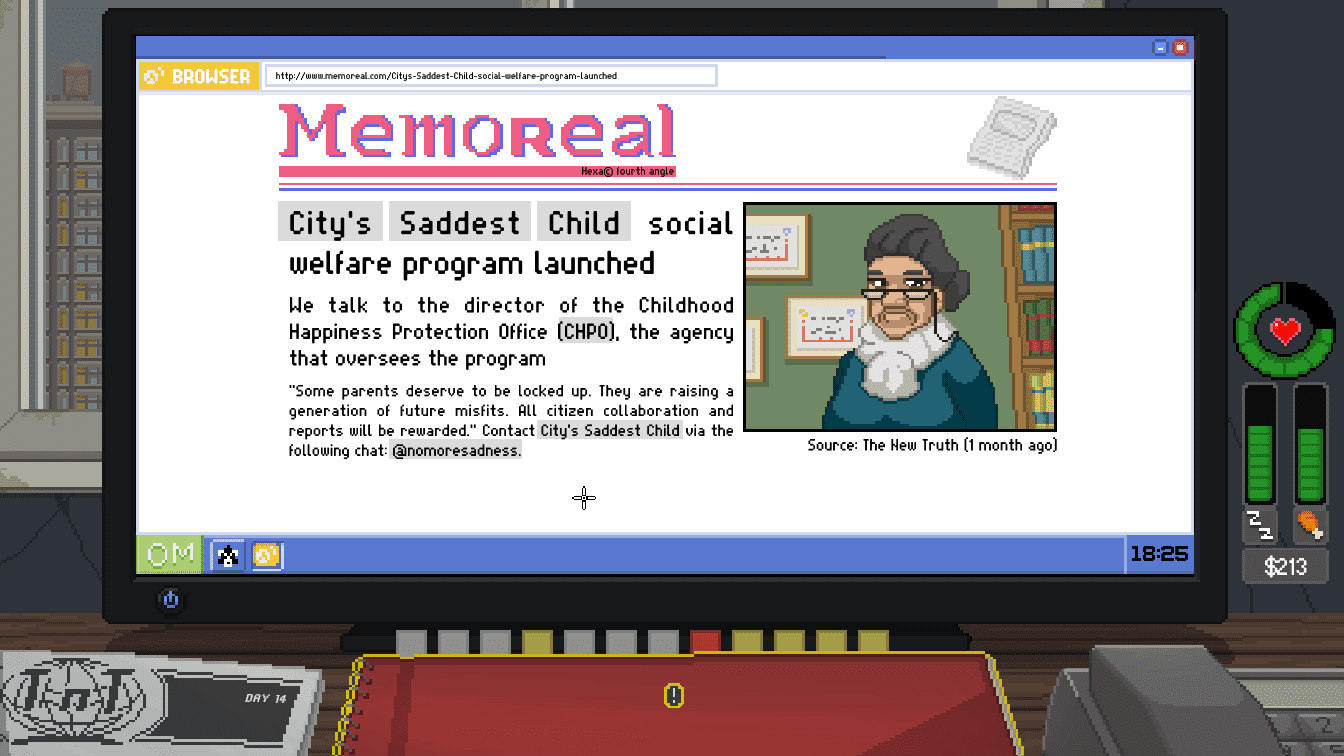 BROWSER
http://www.memoreal.com/Citys-Saddest-Child-social-welfare-program-launched
Memoreal
Hexa© fourth angle
City's Saddest Child social
welfare program launched
We talk to the director of the Childhood
Happiness Protection Office (CHPO), the agency
that oversees the program
"Some parents deserve to be locked up. They are raising a
generation of future misfits. All citizen collaboration and
reports will be rewarded." Contact City's Saddest Child via the
following chat: @nomoresadness.
Source: The New Truth (1 month ago)
OM
18:25
Z Z
$213
DAY 14
!
2